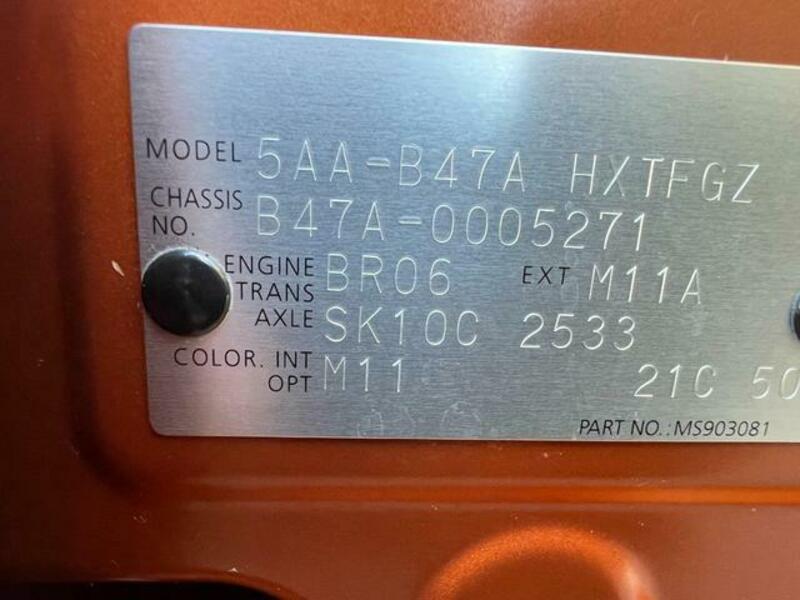 MODEL 5AA-B47A HXTFGZ
CHASSIS NO. B47A-0005271
ENGINE BR06 EXT M11A
TRANS AXLE SK10C 2533
COLOR. INT OPT M11 21C 50
PART NO.: MS903081